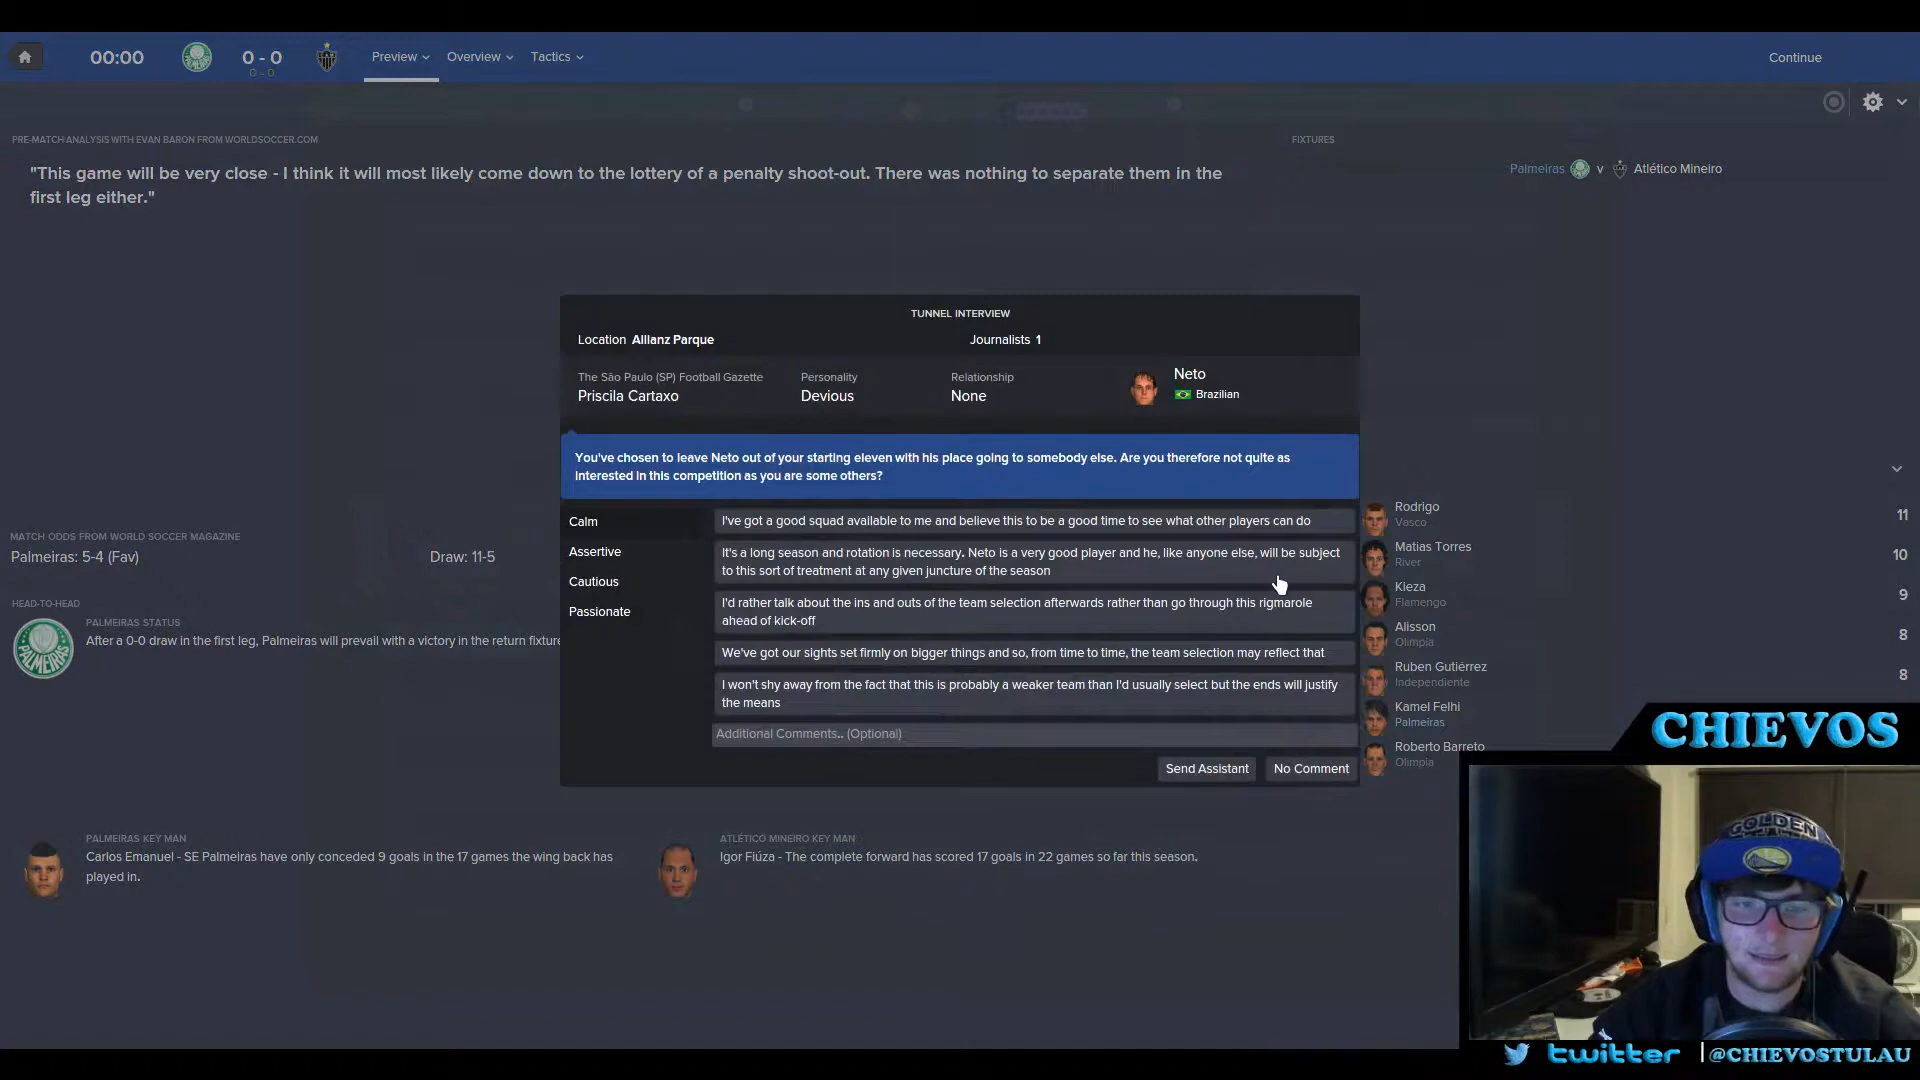 00:00
0 - 0
0 - 0
Preview
Overview
Tactics
Continue
PRE-MATCH ANALYSIS WITH EVAN BARON FROM WORLDSOCCER.COM
"This game will be very close - I think it will most likely come down to the lottery of a penalty shoot-out. There was nothing to separate them in the
first leg either."
FIXTURES
Palmeiras v Atlético Mineiro
TUNNEL INTERVIEW
Location Allianz Parque
Journalists 1
The São Paulo (SP) Football Gazette
Priscila Cartaxo
Personality
Devious
Relationship
None
Neto
Brazilian
You've chosen to leave Neto out of your starting eleven with his place going to somebody else. Are you therefore not quite as
interested in this competition as you are some others?
Calm
Assertive
Cautious
Passionate
I've got a good squad available to me and believe this to be a good time to see what other players can do
It's a long season and rotation is necessary. Neto is a very good player and he, like anyone else, will be subject
to this sort of treatment at any given juncture of the season
I'd rather talk about the ins and outs of the team selection afterwards rather than go through this rigmarole
ahead of kick-off
We've got our sights set firmly on bigger things and so, from time to time, the team selection may reflect that
I won't shy away from the fact that this is probably a weaker team than I'd usually select but the ends will justify
the means
Additional Comments.. (Optional)
Send Assistant
No Comment
MATCH ODDS FROM WORLD SOCCER MAGAZINE
Palmeiras: 5-4 (Fav)
Draw: 11-5
HEAD-TO-HEAD
PALMEIRAS
PALMEIRAS STATUS
After a 0-0 draw in the first leg, Palmeiras will prevail with a victory in the return fixture
Rodrigo
Vasco
11
Matias Torres
River
10
Kieza
Flamengo
9
Alisson
Olimpia
8
Ruben Gutiérrez
Independiente
8
Kamel Felhi
Palmeiras
Roberto Barreto
Olimpia
PALMEIRAS KEY MAN
Carlos Emanuel - SE Palmeiras have only conceded 9 goals in the 17 games the wing back has
played in.
ATLÉTICO MINEIRO KEY MAN
Igor Fiúza - The complete forward has scored 17 goals in 22 games so far this season.
CHIEVOS
GOLDEN
twitter
@CHIEVOSTULAU